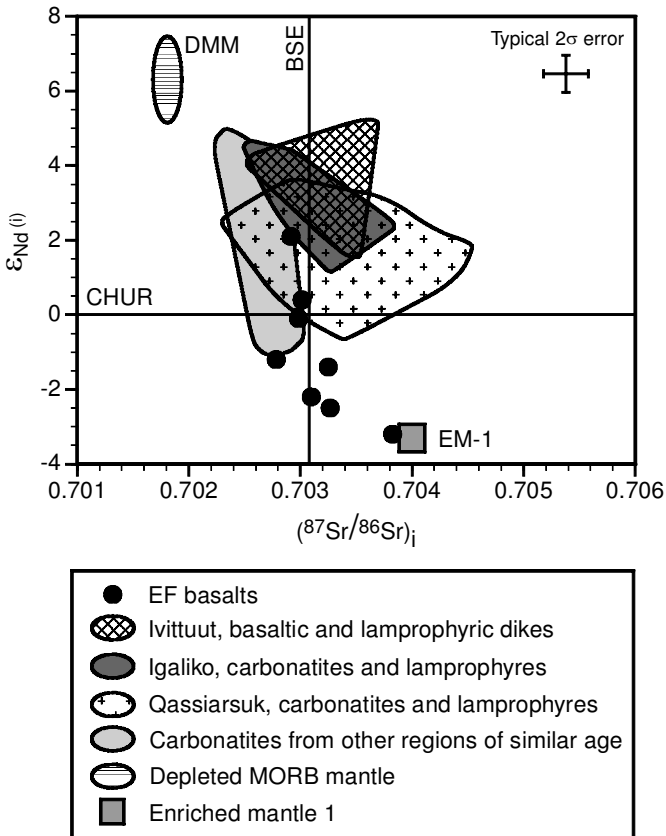 8
DMM
BSE
Typical 2σ error
6
4
εNd (i)
2
CHUR
0
-2
EM-1
-4
0.701 0.702 0.703 0.704 0.705 0.706
(⁸⁷Sr/⁸⁶Sr)i
EF basalts
Ivittuut, basaltic and lamprophyric dikes
Igaliko, carbonatites and lamprophyres
Qassiarsuk, carbonatites and lamprophyres
Carbonatites from other regions of similar age
Depleted MORB mantle
Enriched mantle 1